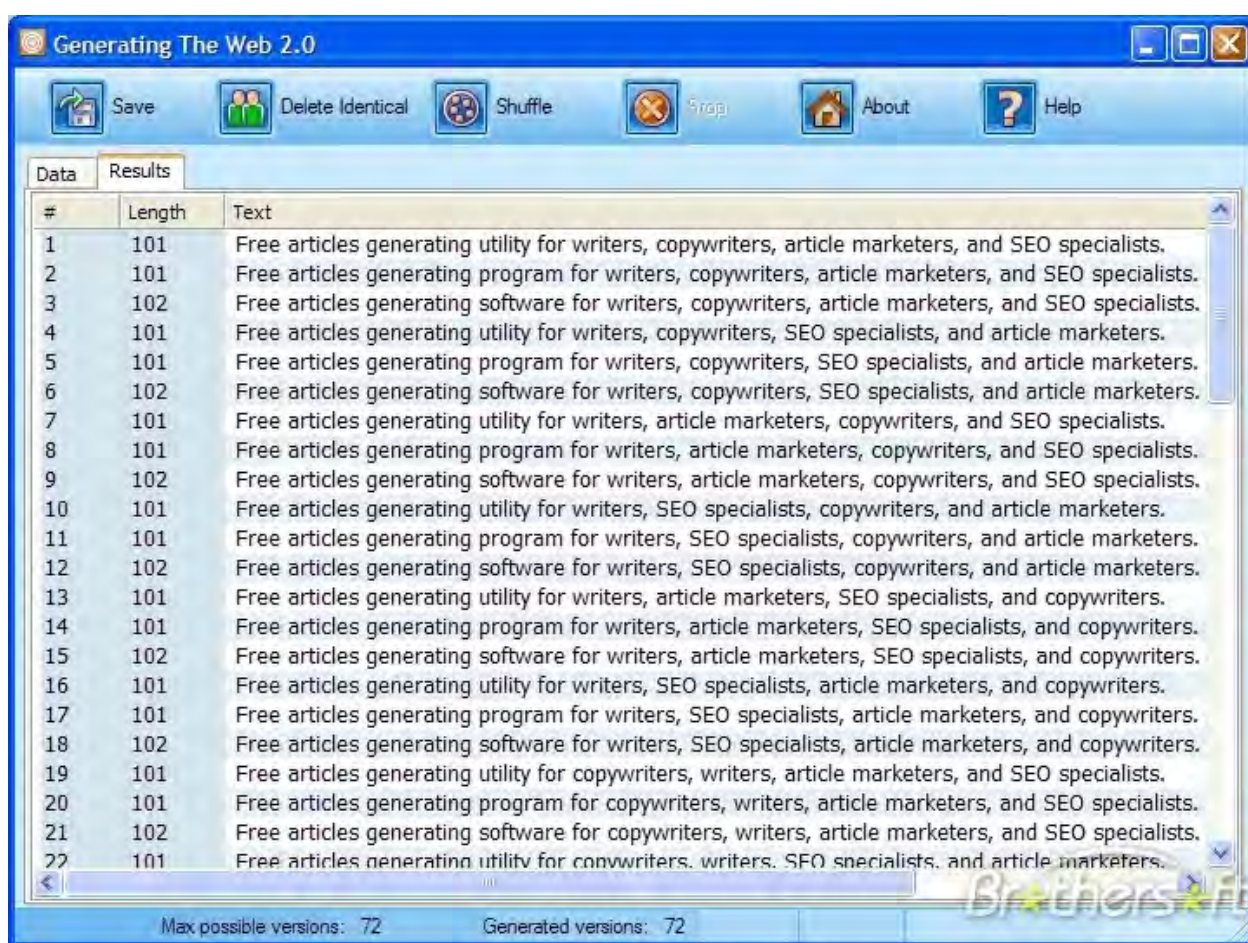 Generating The Web 2.0
Save Delete Identical Shuffle Stop About Help
Data Results
# Length Text
1 101 Free articles generating utility for writers, copywriters, article marketers, and SEO specialists.
2 101 Free articles generating program for writers, copywriters, article marketers, and SEO specialists.
3 102 Free articles generating software for writers, copywriters, article marketers, and SEO specialists.
4 101 Free articles generating utility for writers, copywriters, SEO specialists, and article marketers.
5 101 Free articles generating program for writers, copywriters, SEO specialists, and article marketers.
6 102 Free articles generating software for writers, copywriters, SEO specialists, and article marketers.
7 101 Free articles generating utility for writers, article marketers, copywriters, and SEO specialists.
8 101 Free articles generating program for writers, article marketers, copywriters, and SEO specialists.
9 102 Free articles generating software for writers, article marketers, copywriters, and SEO specialists.
10 101 Free articles generating utility for writers, SEO specialists, copywriters, and article marketers.
11 101 Free articles generating program for writers, SEO specialists, copywriters, and article marketers.
12 102 Free articles generating software for writers, SEO specialists, copywriters, and article marketers.
13 101 Free articles generating utility for writers, article marketers, SEO specialists, and copywriters.
14 101 Free articles generating program for writers, article marketers, SEO specialists, and copywriters.
15 102 Free articles generating software for writers, article marketers, SEO specialists, and copywriters.
16 101 Free articles generating utility for writers, SEO specialists, article marketers, and copywriters.
17 101 Free articles generating program for writers, SEO specialists, article marketers, and copywriters.
18 102 Free articles generating software for writers, SEO specialists, article marketers, and copywriters.
19 101 Free articles generating utility for copywriters, writers, article marketers, and SEO specialists.
20 101 Free articles generating program for copywriters, writers, article marketers, and SEO specialists.
21 102 Free articles generating software for copywriters, writers, article marketers, and SEO specialists.
22 101 Free articles generating utility for copywriters, writers, SEO specialists, and article marketers.
Brothersoft
Max possible versions: 72 Generated versions: 72